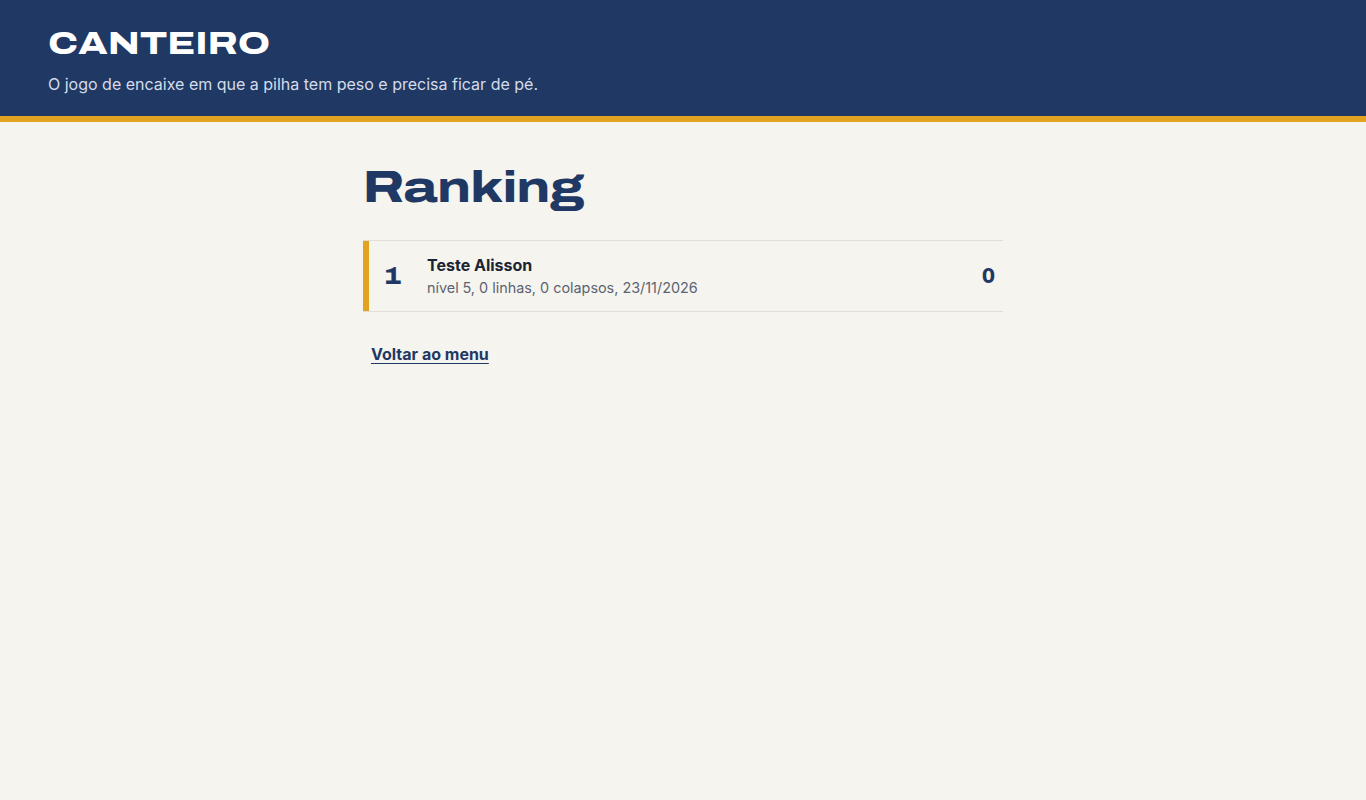 CANTEIRO
O jogo de encaixe em que a pilha tem peso e precisa ficar de pé.
Ranking
1
Teste Alisson
nível 5, 0 linhas, 0 colapsos, 23/11/2026
0
Voltar ao menu